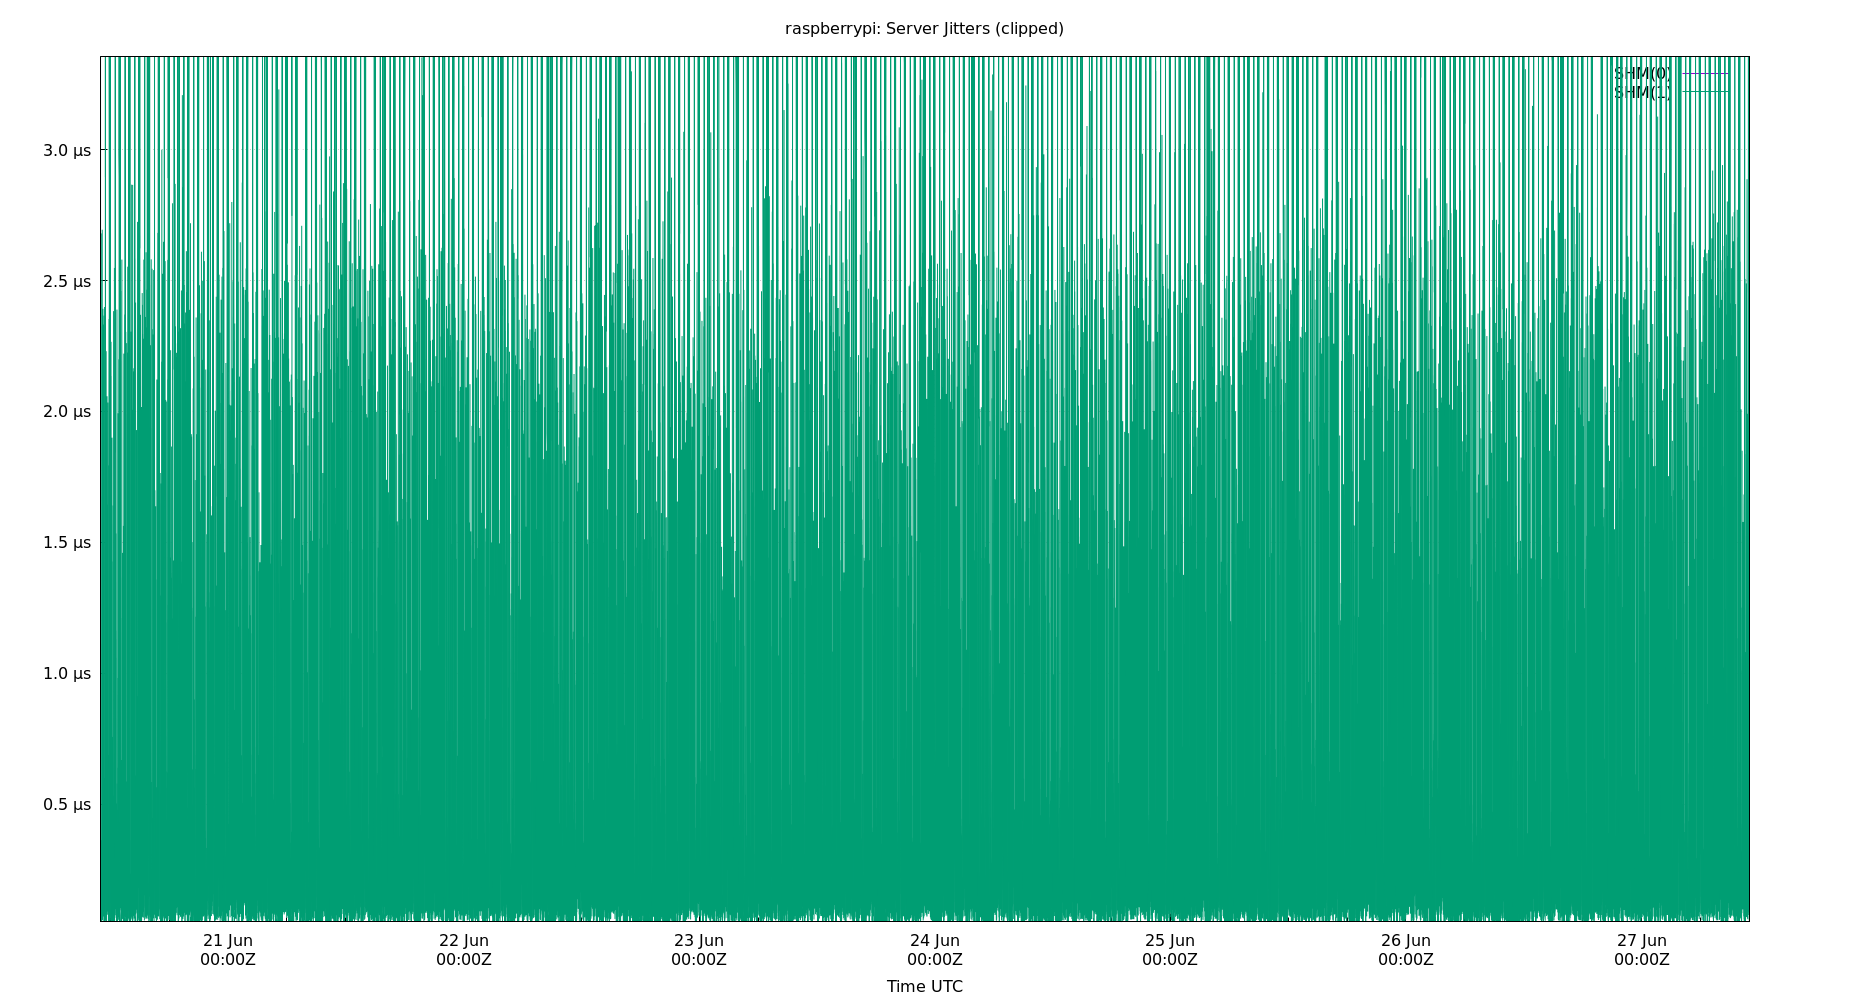 raspberrypi: Server Jitters (clipped)
SHM(0)
SHM(1)
3.0 μs
2.5 μs
2.0 μs
1.5 μs
1.0 μs
0.5 μs
21 Jun 22 Jun 23 Jun 24 Jun 25 Jun 26 Jun 27 Jun
00:00Z 00:00Z 00:00Z 00:00Z 00:00Z 00:00Z 00:00Z
Time UTC